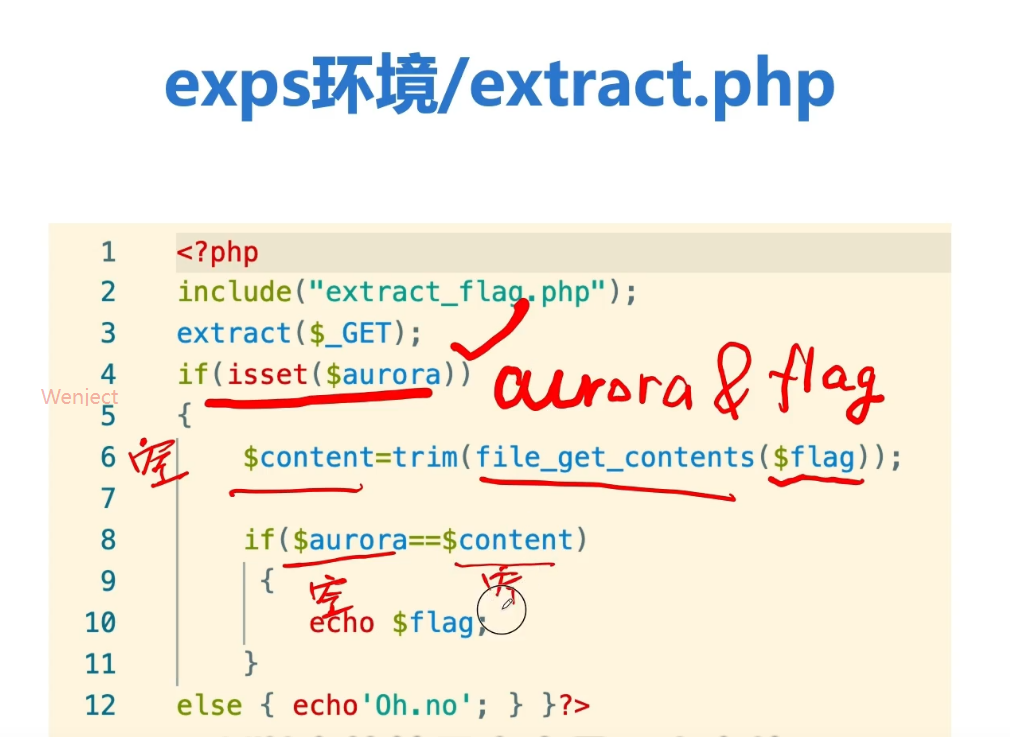 exps环境/extract.php
1 <?php
2 include("extract_flag.php");
3 extract($_GET);
4 if(isset($aurora))
aurora & flag
Wenject
5 {
6 空 $content=trim(file_get_contents($flag));
7
8 if($aurora==$content)
9 {
空 空
10 echo $flag;
11 }
12 else { echo'Oh.no'; } }?>